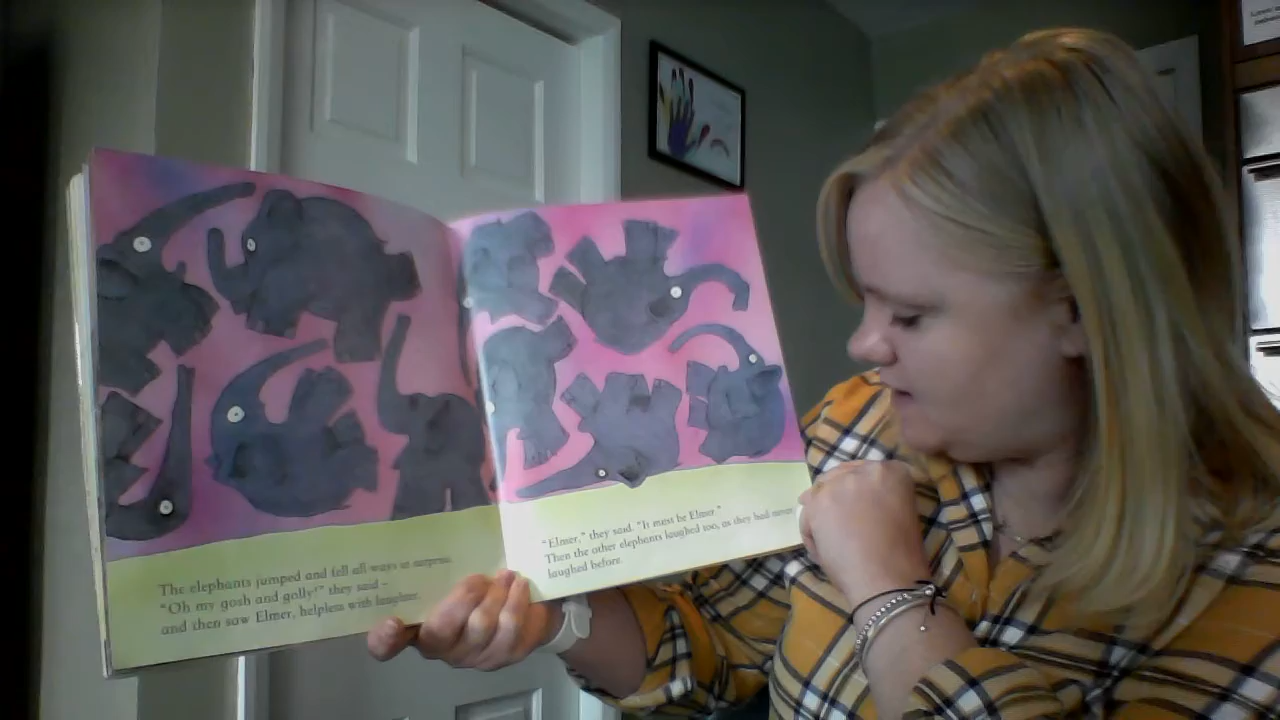 The elephants jumped and fell all ways in surprise.
"Oh my gosh and golly!" they said –
and then saw Elmer, helpless with laughter.
"Elmer," they said. "It must be Elmer."
Then the other elephants laughed too, as they had never
laughed before.